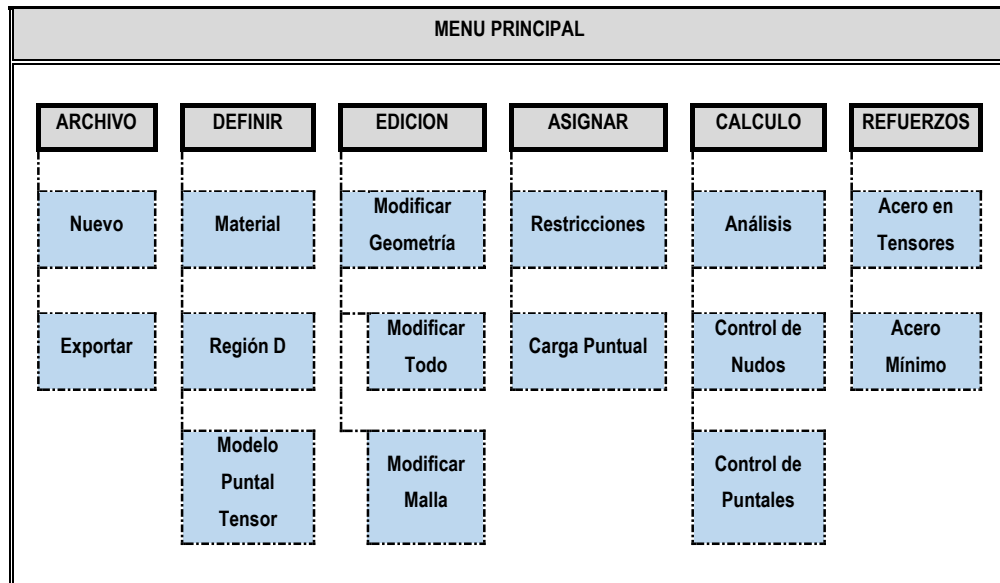 MENU PRINCIPAL
ARCHIVO
DEFINIR
EDICION
ASIGNAR
CALCULO
REFUERZOS
Nuevo
Material
Modificar
Geometría
Restricciones
Análisis
Acero en
Tensores
Exportar
Región D
Modificar
Todo
Carga Puntual
Control de
Nudos
Acero
Mínimo
Modelo
Puntal
Tensor
Modificar
Malla
Control de
Puntales